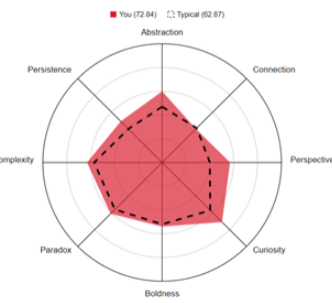 You (72.84) Typical (62.87)
Abstraction
Persistence Connection
omplexity Perspective
Paradox Curiosity
Boldness